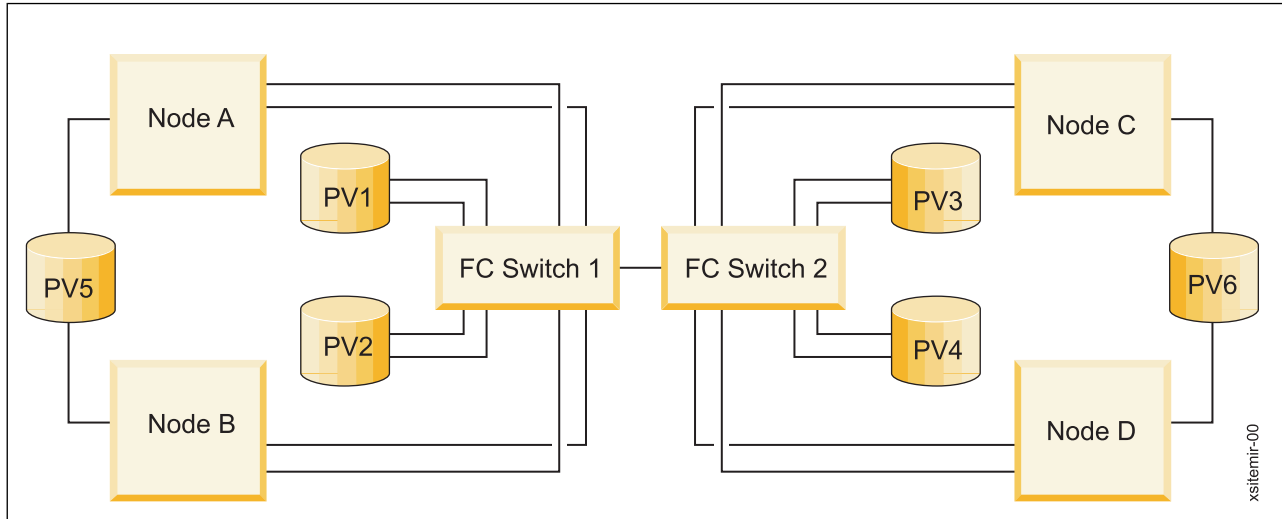 Node A
Node C
PV1
PV3
FC Switch 1
FC Switch 2
PV5
PV6
PV2
PV4
Node B
Node D
xsitemir-00